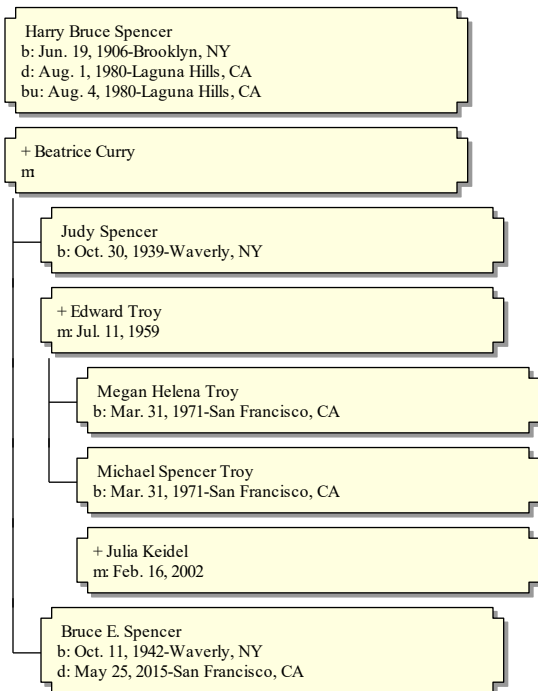 Harry Bruce Spencer
b: Jun. 19, 1906-Brooklyn, NY
d: Aug. 1, 1980-Laguna Hills, CA
bu: Aug. 4, 1980-Laguna Hills, CA
+ Beatrice Curry
m:
Judy Spencer
b: Oct. 30, 1939-Waverly, NY
+ Edward Troy
m: Jul. 11, 1959
Megan Helena Troy
b: Mar. 31, 1971-San Francisco, CA
Michael Spencer Troy
b: Mar. 31, 1971-San Francisco, CA
+ Julia Keidel
m: Feb. 16, 2002
Bruce E. Spencer
b: Oct. 11, 1942-Waverly, NY
d: May 25, 2015-San Francisco, CA